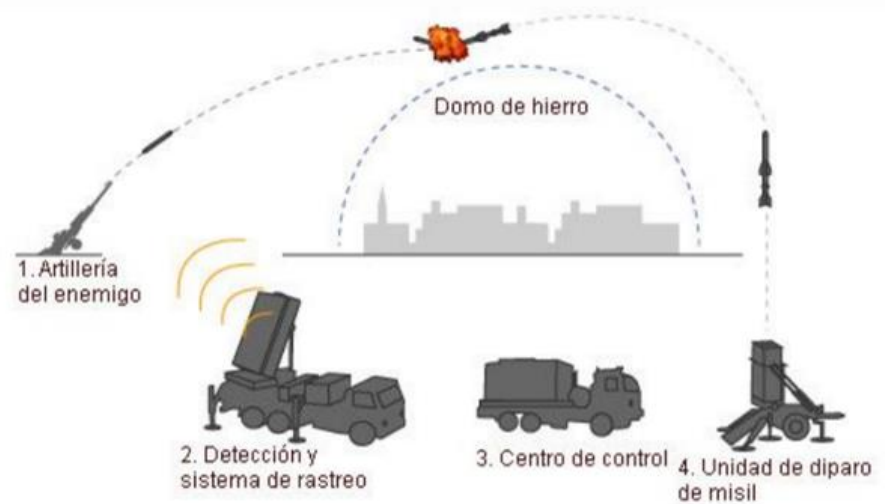 Domo de hierro
1. Artillería
del enemigo
2. Detección y
sistema de rastreo
3. Centro de control
4. Unidad de diparo
de misil